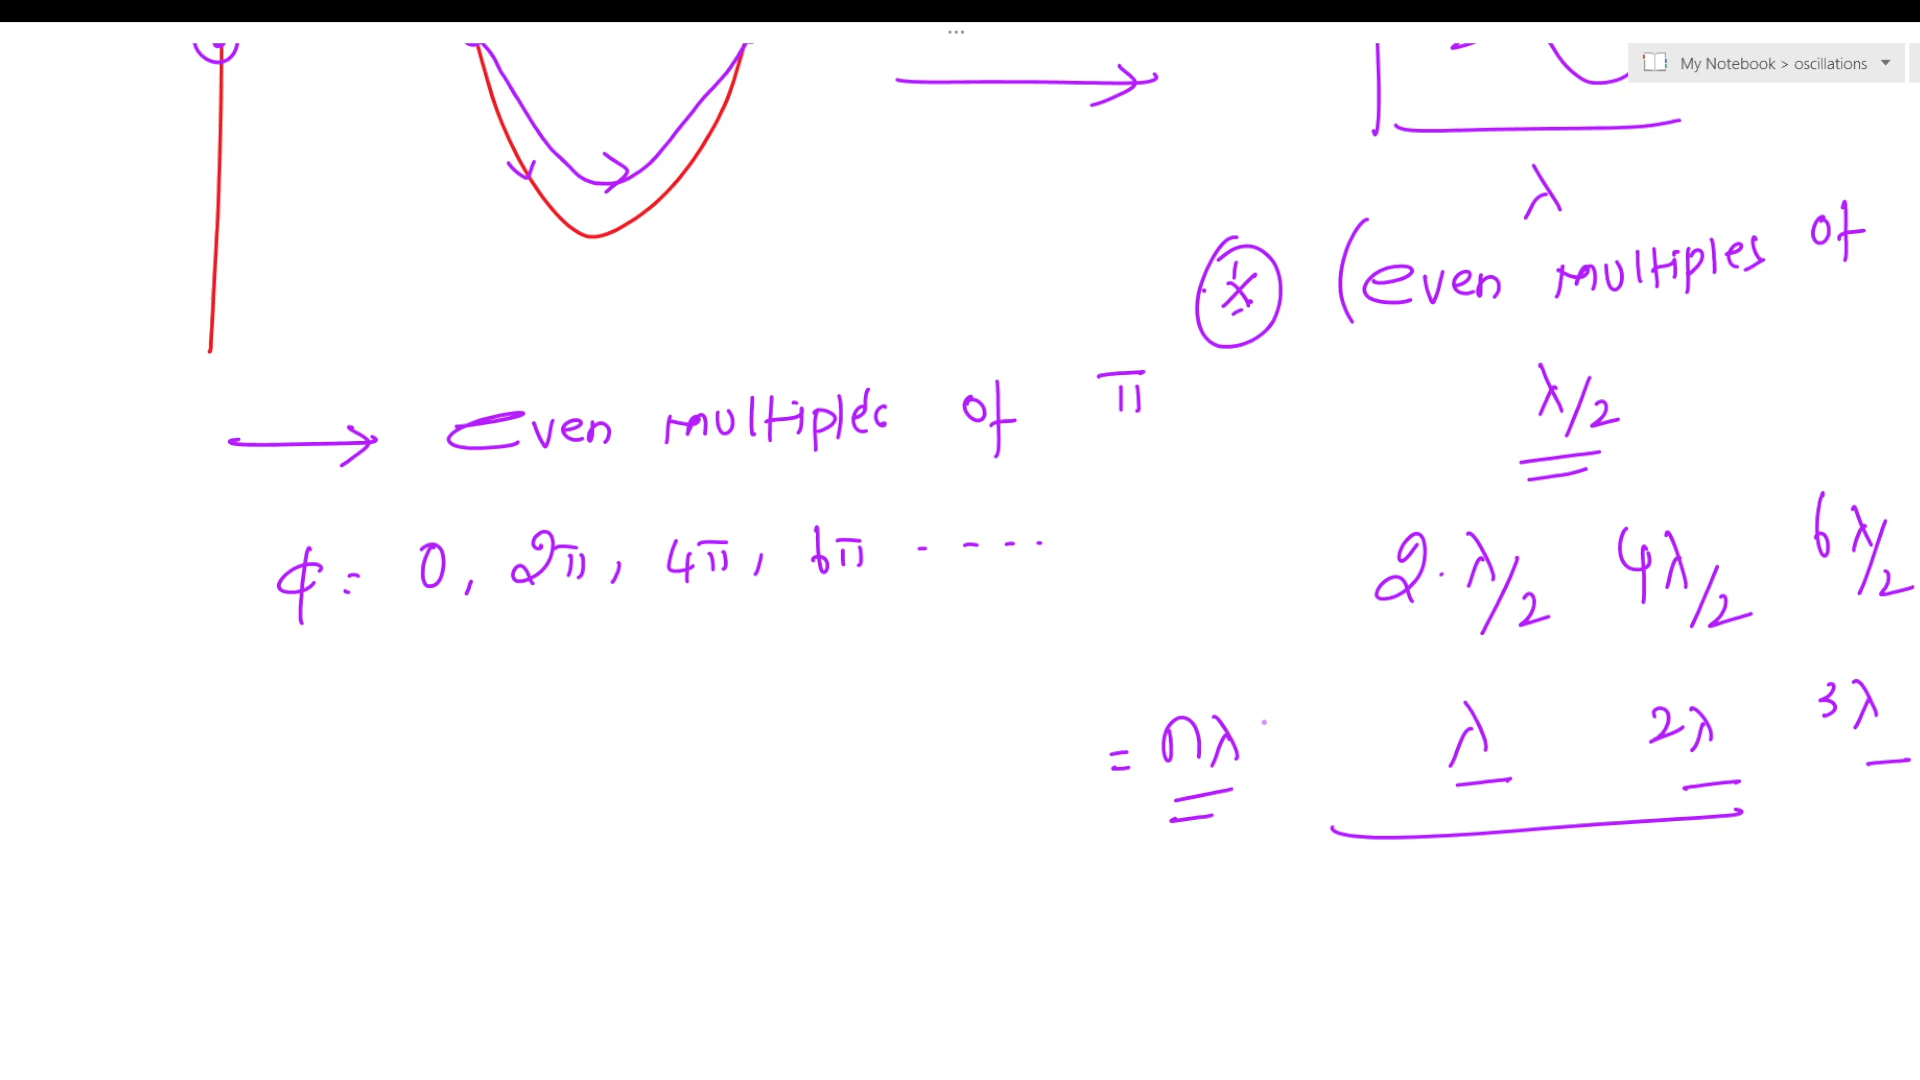 ...
My Notebook > oscillations
λ
(even multiples of
λ/2
→ Even multiples of π
φ = 0, 2π, 4π, 6π - - - - -
2·λ/2 4λ/2 6λ/2
= nλ λ 2λ 3λ